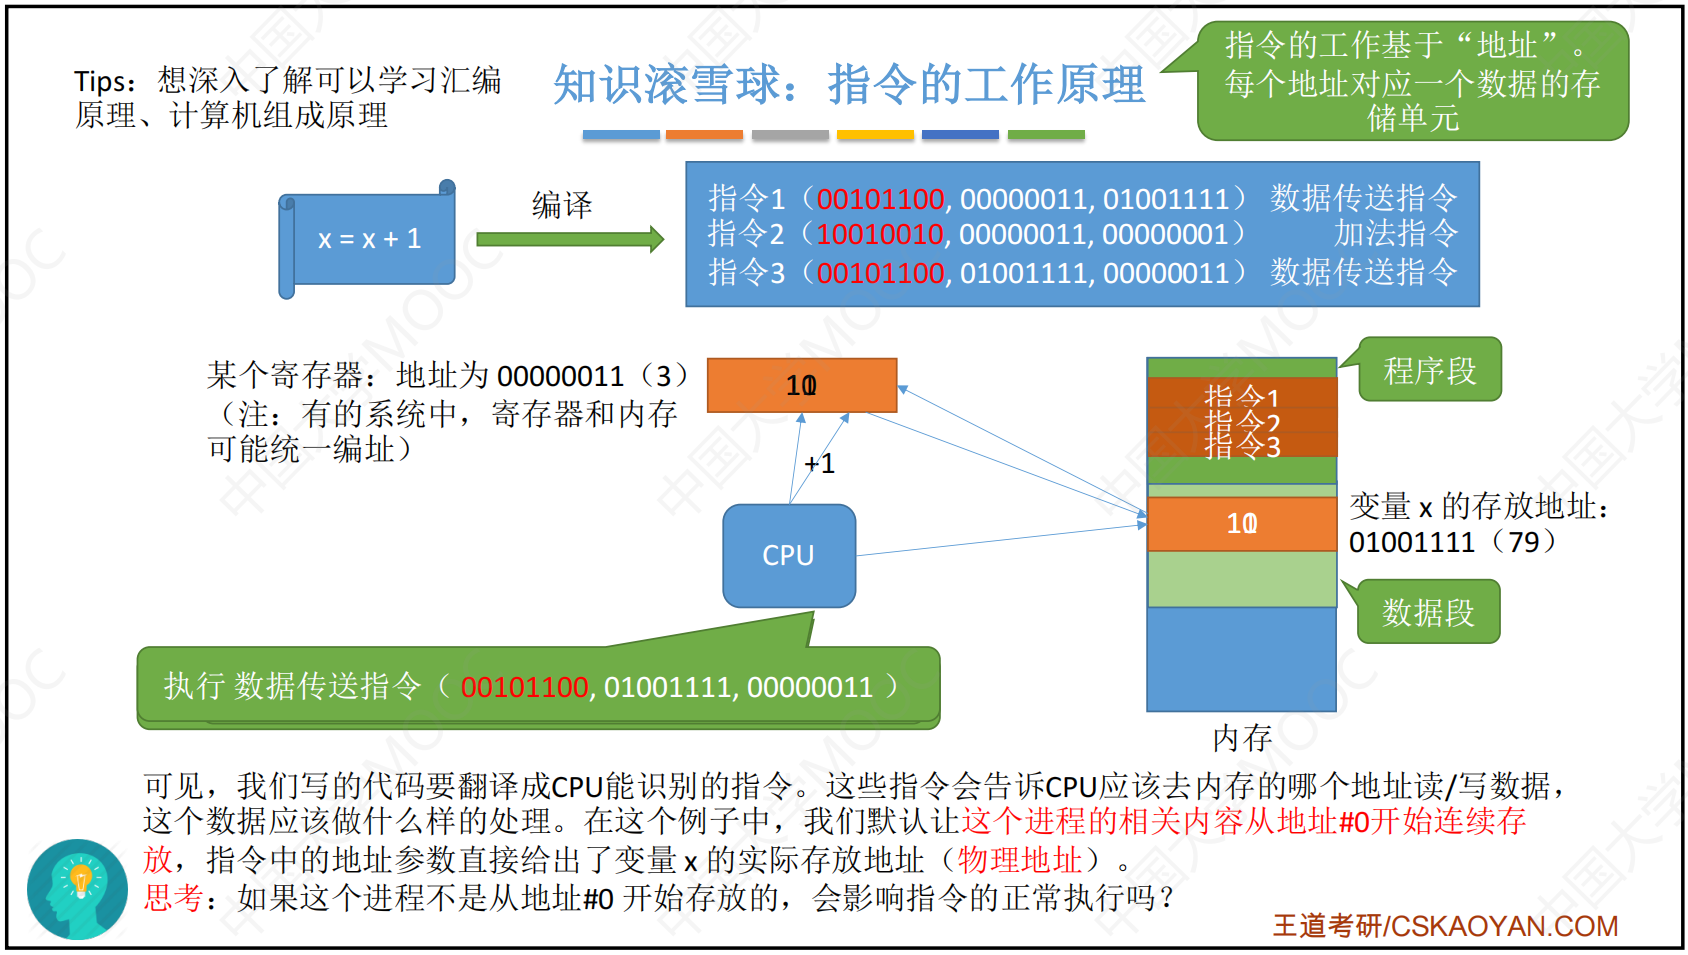 Tips：想深入了解可以学习汇编
原理、计算机组成原理
知识滚雪球：指令的工作原理
指令的工作基于“地址”。
每个地址对应一个数据的存
储单元
x = x + 1
编译
指令1（00101100, 00000011, 01001111） 数据传送指令
指令2（10010010, 00000011, 00000001） 加法指令
指令3（00101100, 01001111, 00000011） 数据传送指令
某个寄存器：地址为 00000011（3）
（注：有的系统中，寄存器和内存
可能统一编址）
+1
CPU
程序段
指令1
指令2
指令3
变量 x 的存放地址：
01001111（79）
数据段
内存
执行 数据传送指令（ 00101100, 01001111, 00000011 ）
可见，我们写的代码要翻译成CPU能识别的指令。这些指令会告诉CPU应该去内存的哪个地址读/写数据，
这个数据应该做什么样的处理。在这个例子中，我们默认让这个进程的相关内容从地址#0开始连续存
放，指令中的地址参数直接给出了变量 x 的实际存放地址（物理地址）。
思考：如果这个进程不是从地址#0 开始存放的，会影响指令的正常执行吗？
王道考研/CSKAOYAN.COM
中国大学MOOC